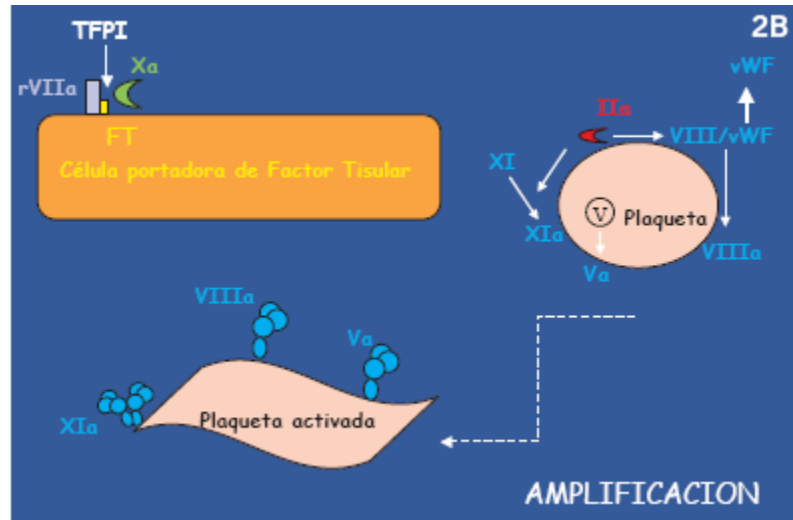 TFPI
2B
Xa
vWF
rVIIa
IIa
FT
VIII/vWF
XI
Célula portadora de Factor Tisular
V Plaqueta
XIa
VIIIa
Va
VIIIa
Va
Plaqueta activada
XIa
AMPLIFICACION